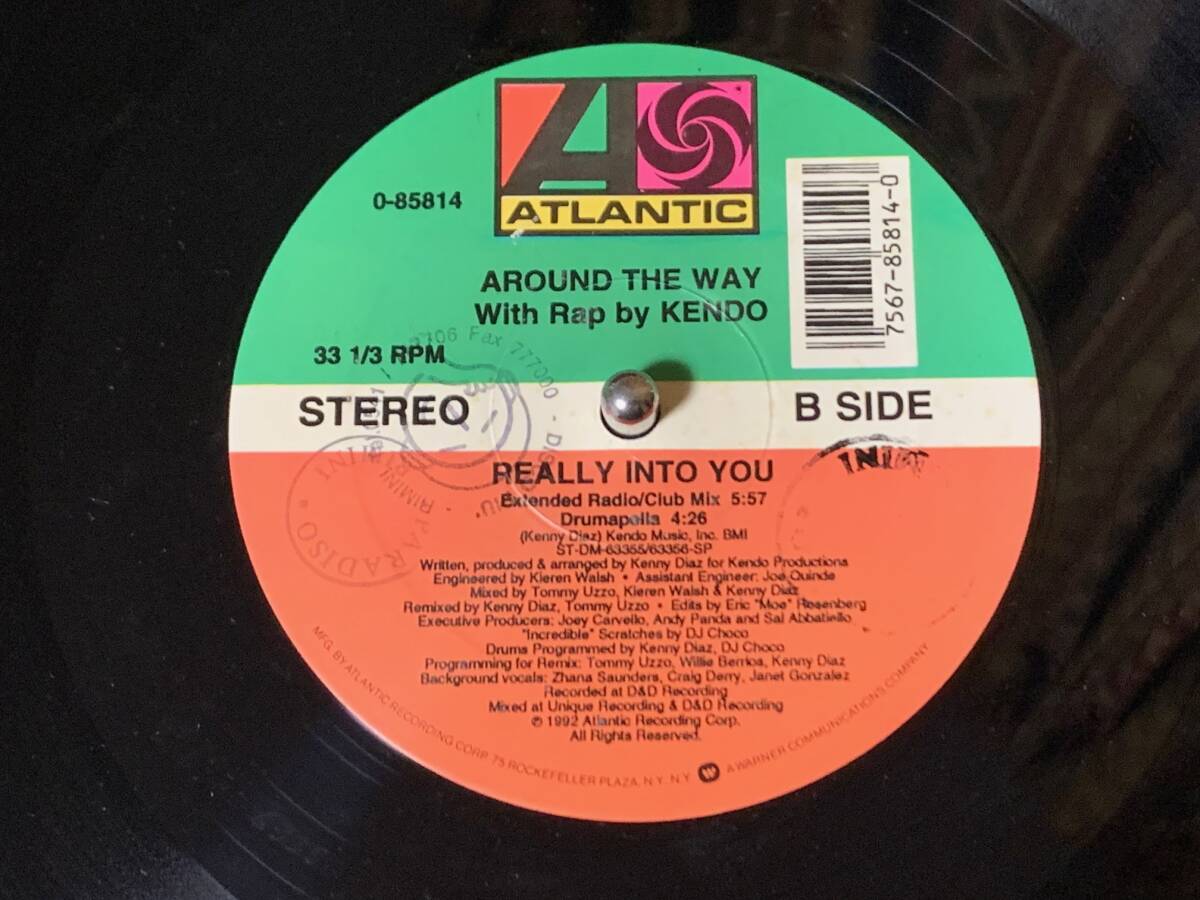 ATLANTIC
0-85814
7567-85814-0
AROUND THE WAY
With Rap by KENDO
33 1/3 RPM
STEREO
B SIDE
REALLY INTO YOU
Extended Radio/Club Mix 5:57
Drumapella 4:26
(Kenny Diaz) Kendo Music, Inc. BMI
ST-DM-63355/63356-SP
Written, produced & arranged by Kenny Diaz for Kendo Productions
Engineered by Kieren Walsh • Assistant Engineer: Joe Quinde
Mixed by Tommy Uzzo, Kieren Walsh & Kenny Diaz
Remixed by Kenny Diaz, Tommy Uzzo • Edits by Eric "Moe" Rosenberg
Executive Producers: Joey Carvello, Andy Panda and Sal Abbatiello
"Incredible" Scratches by DJ Choco
Drums Programmed by Kenny Diaz, DJ Choco
Programming for Remix: Tommy Uzzo, Willie Berrios, Kenny Diaz
Background vocals: Zhana Saunders, Craig Derry, Janet Gonzalez
Recorded at D&D Recording
Mixed at Unique Recording & D&D Recording
℗ 1992 Atlantic Recording Corp.
All Rights Reserved.
MFG. BY ATLANTIC RECORDING CORP. 75 ROCKEFELLER PLAZA, N.Y. N.Y. A WARNER COMMUNICATIONS COMPANY
Fax 777000
RIMINI
PARADISO